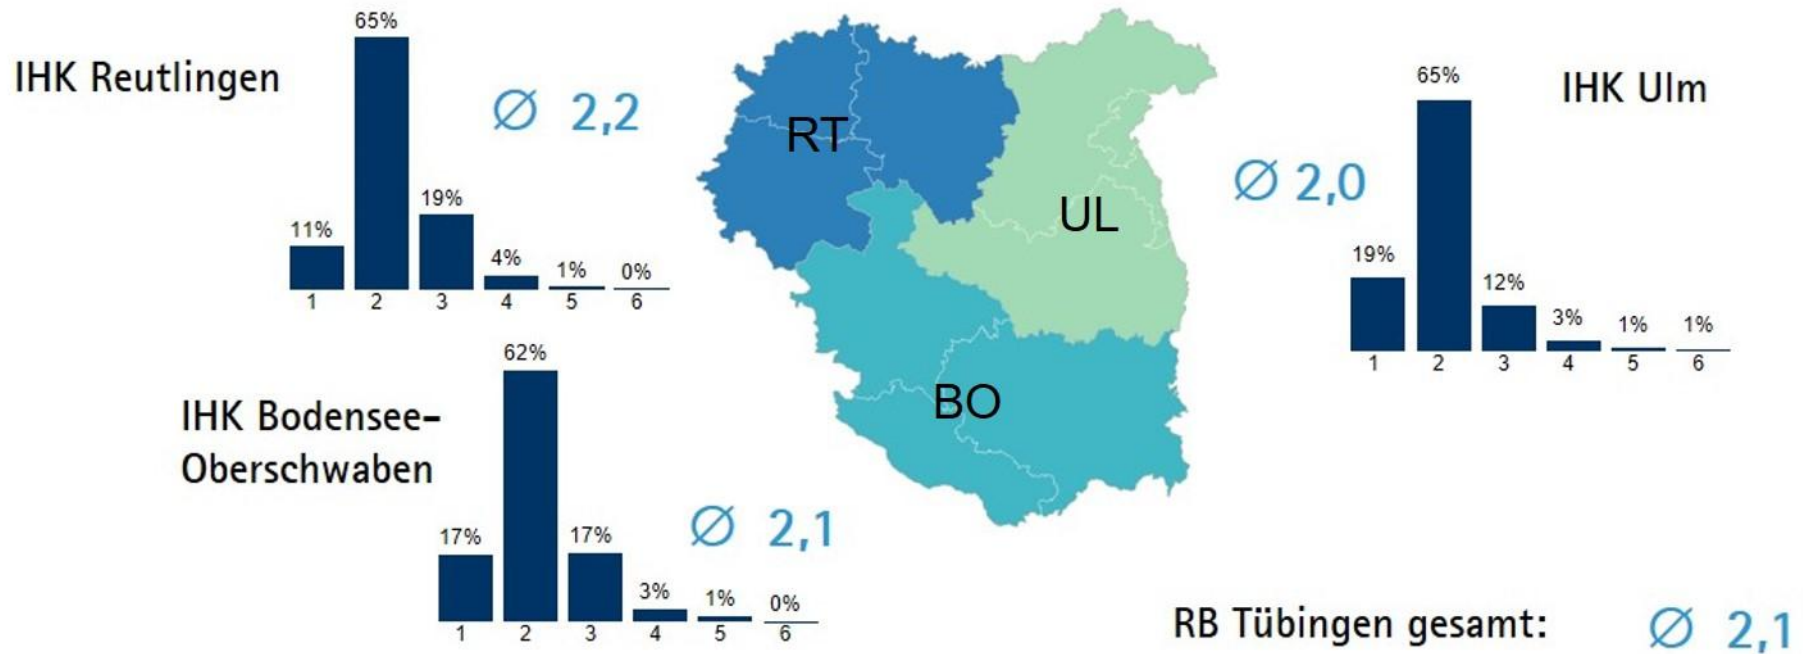 IHK Reutlingen
11% 65% 19% 4% 1% 0%
1 2 3 4 5 6
∅ 2,2
RT
UL
BO
IHK Ulm
∅ 2,0
19% 65% 12% 3% 1% 1%
1 2 3 4 5 6
IHK Bodensee-
Oberschwaben
17% 62% 17% 3% 1% 0%
1 2 3 4 5 6
∅ 2,1
RB Tübingen gesamt: ∅ 2,1